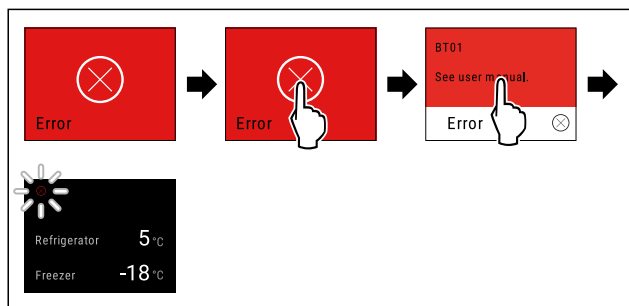 Error
Error
BT01
See user manual.
Error
Refrigerator 5 °C
Freezer -18 °C